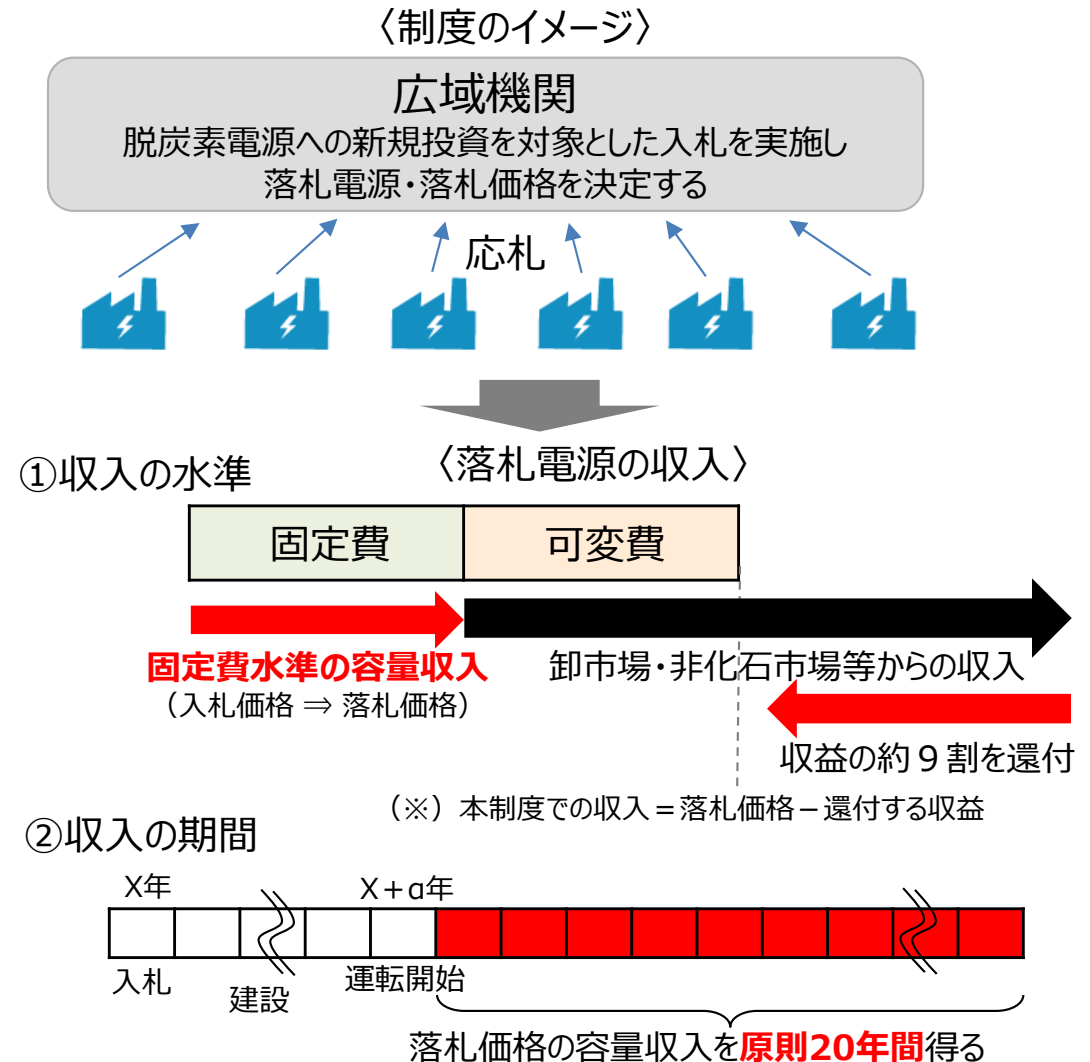 〈制度のイメージ〉
広域機関
脱炭素電源への新規投資を対象とした入札を実施し
落札電源・落札価格を決定する
応札
〈落札電源の収入〉
①収入の水準
固定費
可変費
固定費水準の容量収入
（入札価格 ⇒ 落札価格）
卸市場・非化石市場等からの収入
収益の約９割を還付
（※）本制度での収入＝落札価格－還付する収益
②収入の期間
X年
X＋α年
入札
建設
運転開始
落札価格の容量収入を原則20年間得る